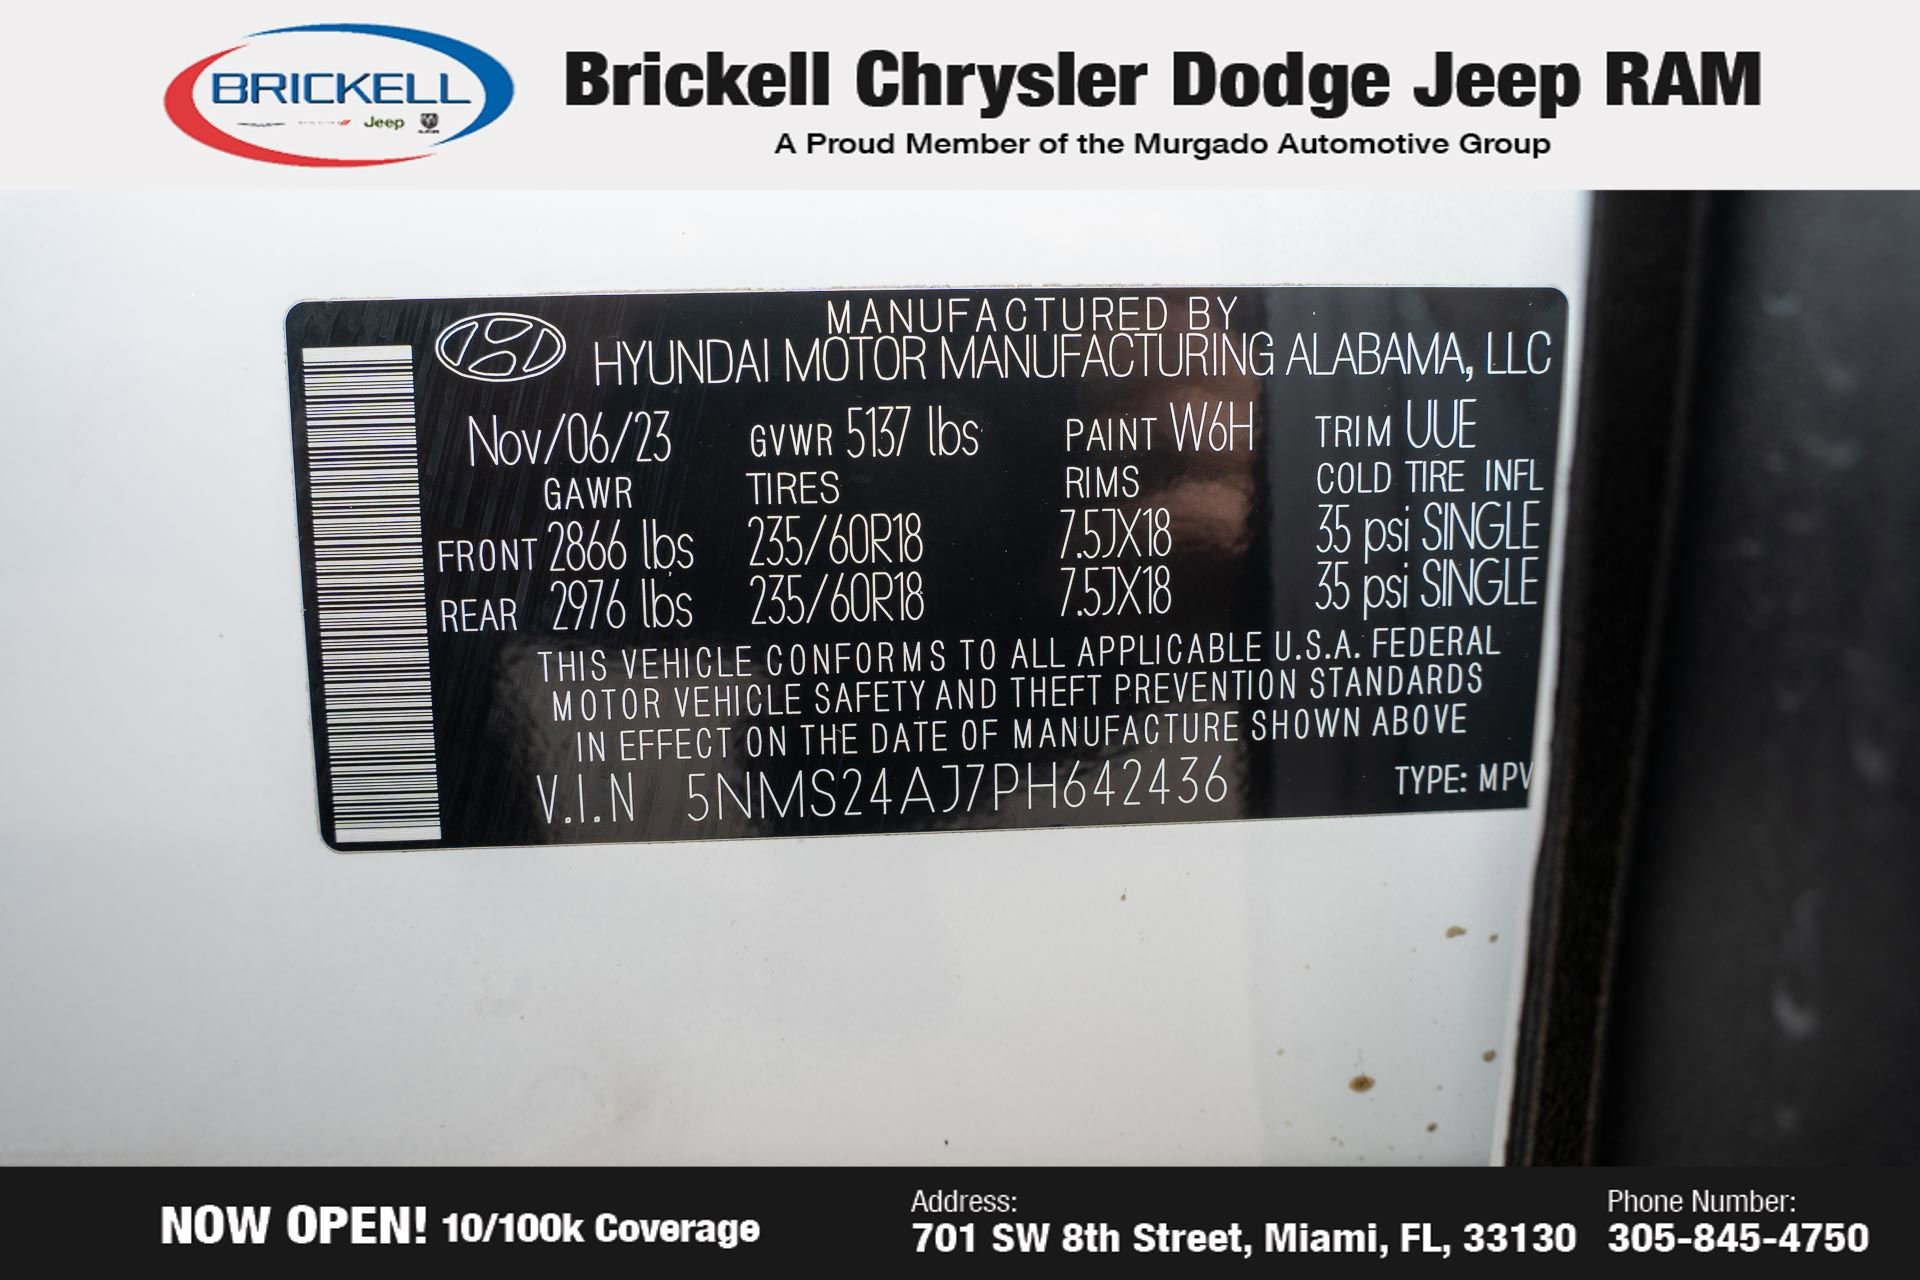 BRICKELL
Jeep
RAM
Brickell Chrysler Dodge Jeep RAM
A Proud Member of the Murgado Automotive Group
MANUFACTURED BY
HYUNDAI MOTOR MANUFACTURING ALABAMA, LLC
Nov/06/23 GVWR 5137 lbs PAINT W6H TRIM UUE
GAWR TIRES RIMS COLD TIRE INFL
FRONT 2866 lbs 235/60R18 7.5JX18 35 psi SINGLE
REAR 2976 lbs 235/60R18 7.5JX18 35 psi SINGLE
THIS VEHICLE CONFORMS TO ALL APPLICABLE U.S.A. FEDERAL
MOTOR VEHICLE SAFETY AND THEFT PREVENTION STANDARDS
IN EFFECT ON THE DATE OF MANUFACTURE SHOWN ABOVE
V.I.N 5NMS24AJ7PH642436 TYPE: MPV
NOW OPEN! 10/100k Coverage
Address:
701 SW 8th Street, Miami, FL, 33130
Phone Number:
305-845-4750